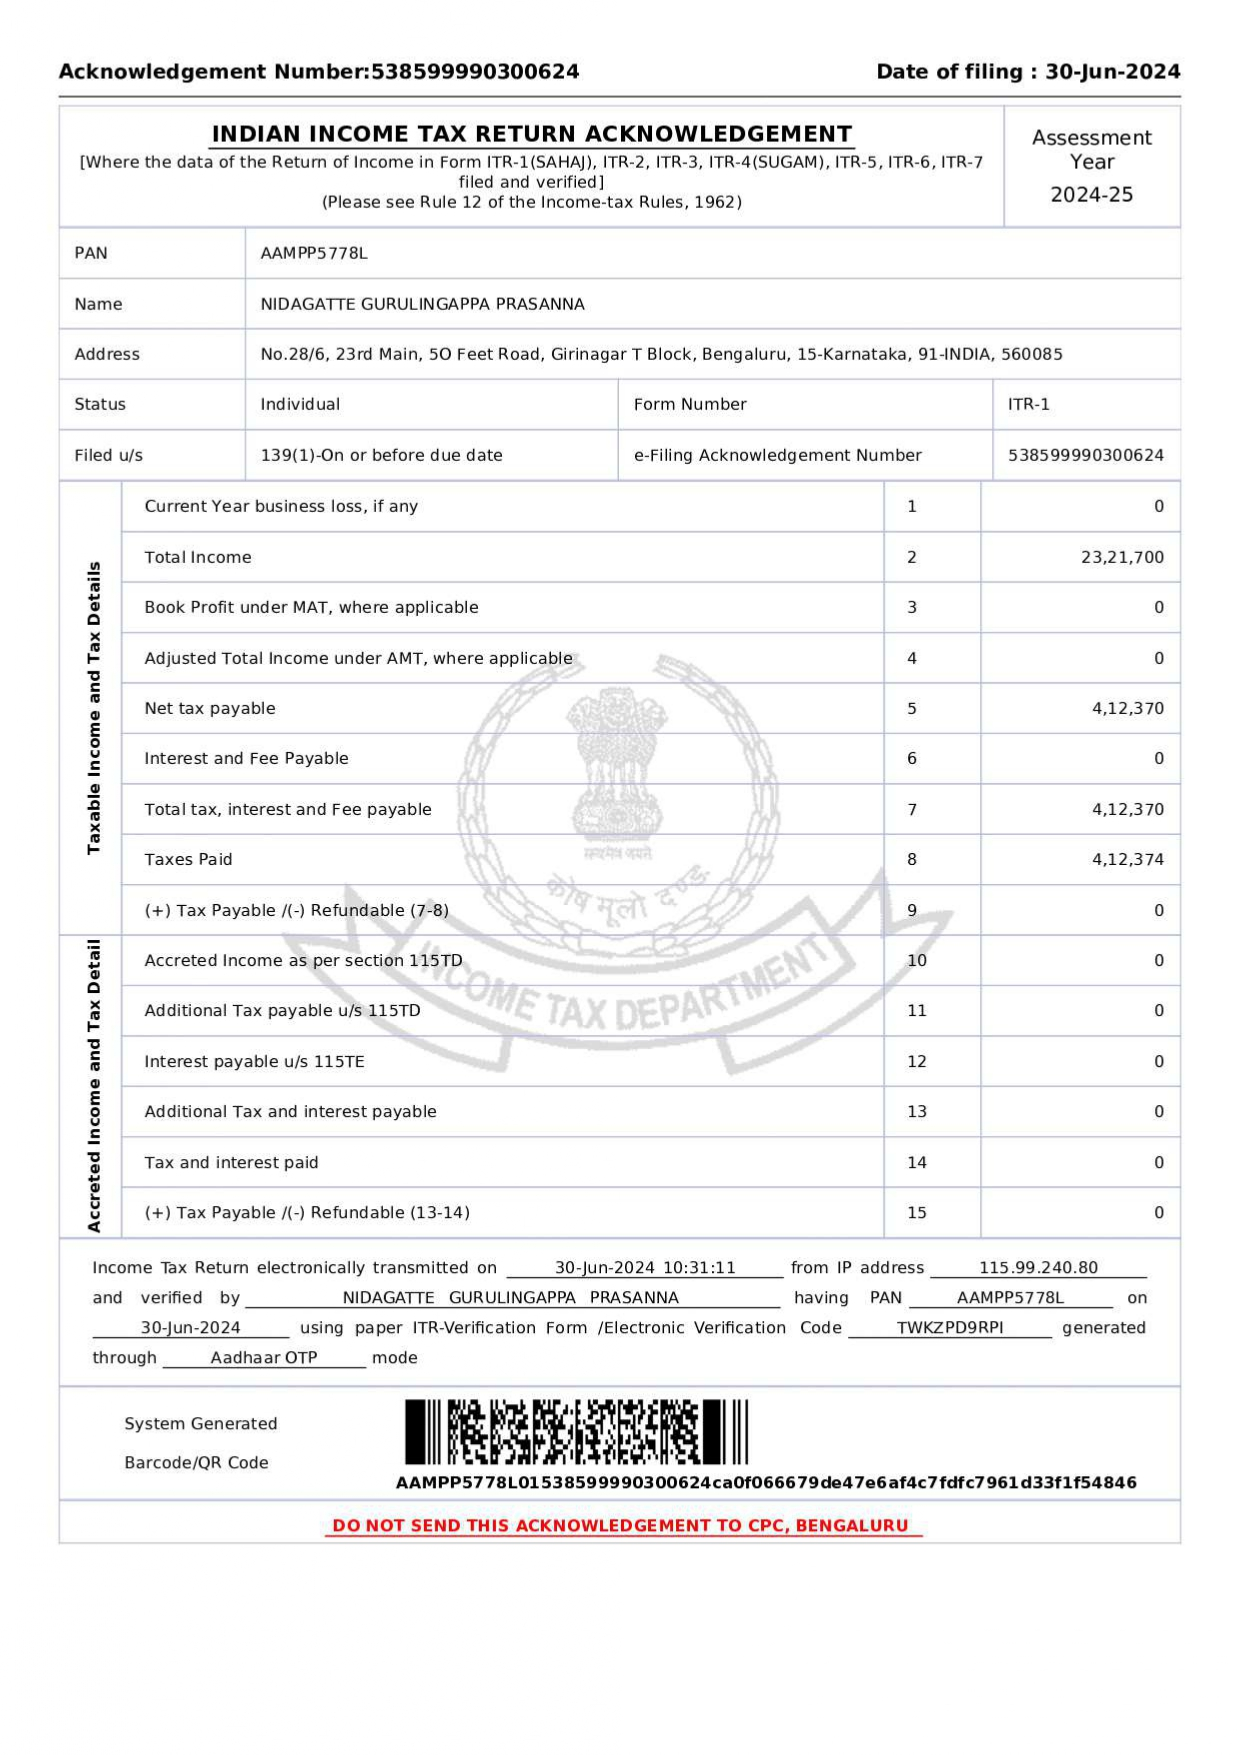 Acknowledgement Number:538599990300624 Date of filing : 30-Jun-2024
INDIAN INCOME TAX RETURN ACKNOWLEDGEMENT
[Where the data of the Return of Income in Form ITR-1(SAHAJ), ITR-2, ITR-3, ITR-4(SUGAM), ITR-5, ITR-6, ITR-7
filed and verified]
(Please see Rule 12 of the Income-tax Rules, 1962)
Assessment
Year
2024-25
PAN AAMPP5778L
Name NIDAGATTE GURULINGAPPA PRASANNA
Address No.28/6, 23rd Main, 5O Feet Road, Girinagar T Block, Bengaluru, 15-Karnataka, 91-INDIA, 560085
Status Individual Form Number ITR-1
Filed u/s 139(1)-On or before due date e-Filing Acknowledgement Number 538599990300624
Taxable Income and Tax Details
Current Year business loss, if any 1 0
Total Income 2 23,21,700
Book Profit under MAT, where applicable 3 0
Adjusted Total Income under AMT, where applicable 4 0
Net tax payable 5 4,12,370
Interest and Fee Payable 6 0
Total tax, interest and Fee payable 7 4,12,370
Taxes Paid 8 4,12,374
(+) Tax Payable /(-) Refundable (7-8) 9 0
Accreted Income and Tax Detail
Accreted Income as per section 115TD 10 0
Additional Tax payable u/s 115TD 11 0
Interest payable u/s 115TE 12 0
Additional Tax and interest payable 13 0
Tax and interest paid 14 0
(+) Tax Payable /(-) Refundable (13-14) 15 0
सत्यमेव जयते
कोष मूलो दण्ड:
INCOME TAX DEPARTMENT
Income Tax Return electronically transmitted on 30-Jun-2024 10:31:11 from IP address 115.99.240.80
and verified by NIDAGATTE GURULINGAPPA PRASANNA having PAN AAMPP5778L on
30-Jun-2024 using paper ITR-Verification Form /Electronic Verification Code TWKZPD9RPI generated
through Aadhaar OTP mode
System Generated
Barcode/QR Code
AAMPP5778L01538599990300624ca0f066679de47e6af4c7fdfc7961d33f1f54846
DO NOT SEND THIS ACKNOWLEDGEMENT TO CPC, BENGALURU